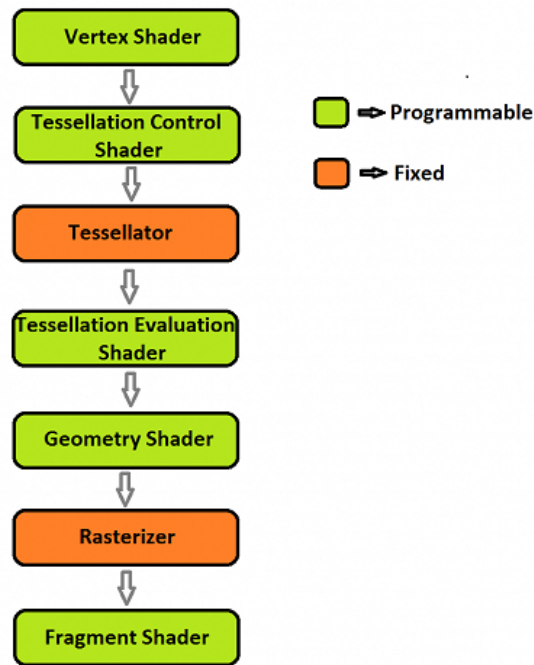 Vertex Shader
Tessellation Control
Shader
Tessellator
Tessellation Evaluation
Shader
Geometry Shader
Rasterizer
Fragment Shader
Programmable
Fixed